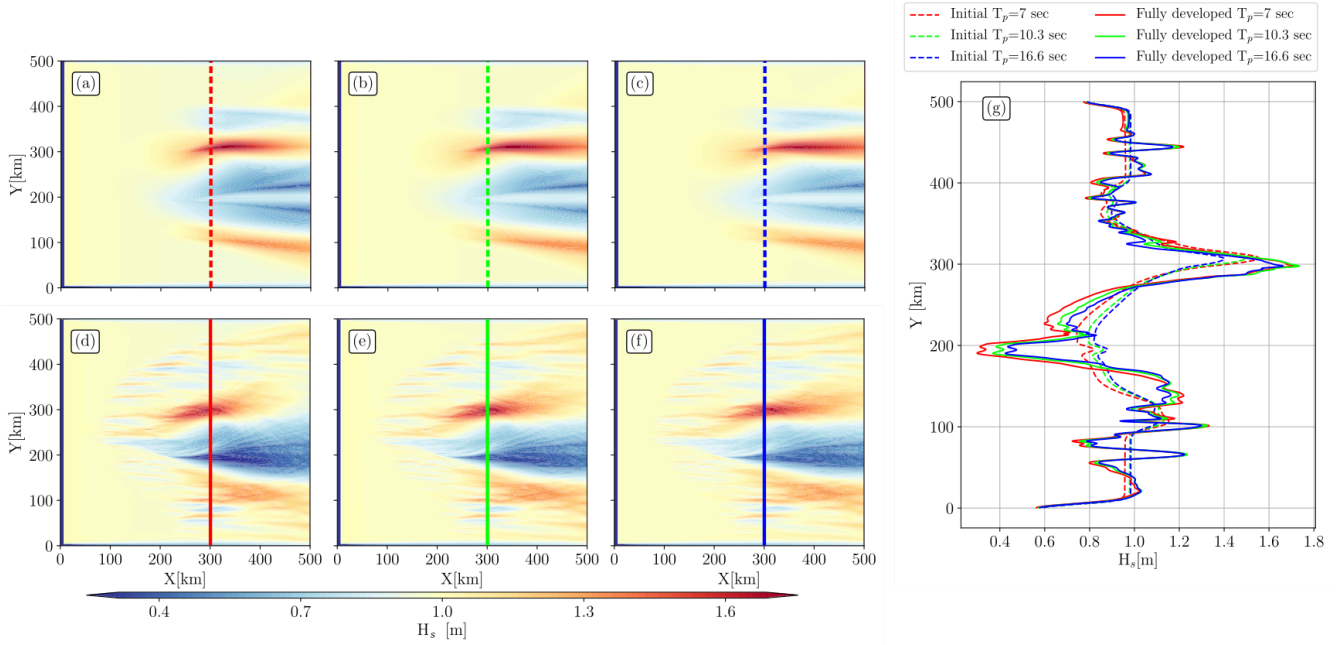 Initial T_p=7 sec
Initial T_p=10.3 sec
Initial T_p=16.6 sec
Fully developed T_p=7 sec
Fully developed T_p=10.3 sec
Fully developed T_p=16.6 sec
(a)
(b)
(c)
500
400
300
200
100
0
Y[km]
(d)
(e)
(f)
500
400
300
200
100
0
Y[km]
0 100 200 300 400 500
0 100 200 300 400 500
0 100 200 300 400 500
X[km]
X[km]
X[km]
0.4 0.7 1.0 1.3 1.6
H_s [m]
(g)
500
400
300
200
100
0
Y [km]
0.4 0.6 0.8 1.0 1.2 1.4 1.6 1.8
H_s[m]